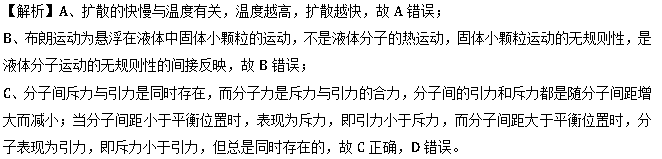 【解析】A、扩散的快慢与温度有关，温度越高，扩散越快，故 A 错误；
B、布朗运动为悬浮在液体中固体小颗粒的运动，不是液体分子的热运动，固体小颗粒运动的无规则性，是
液体分子运动的无规则性的间接反映，故 B 错误；
C、分子间斥力与引力是同时存在，而分子力是斥力与引力的合力，分子间的引力和斥力都是随分子间距增
大而减小；当分子间距小于平衡位置时，表现为斥力，即引力小于斥力，而分子间距大于平衡位置时，分
子表现为引力，即斥力小于引力，但总是同时存在的，故 C 正确，D 错误。